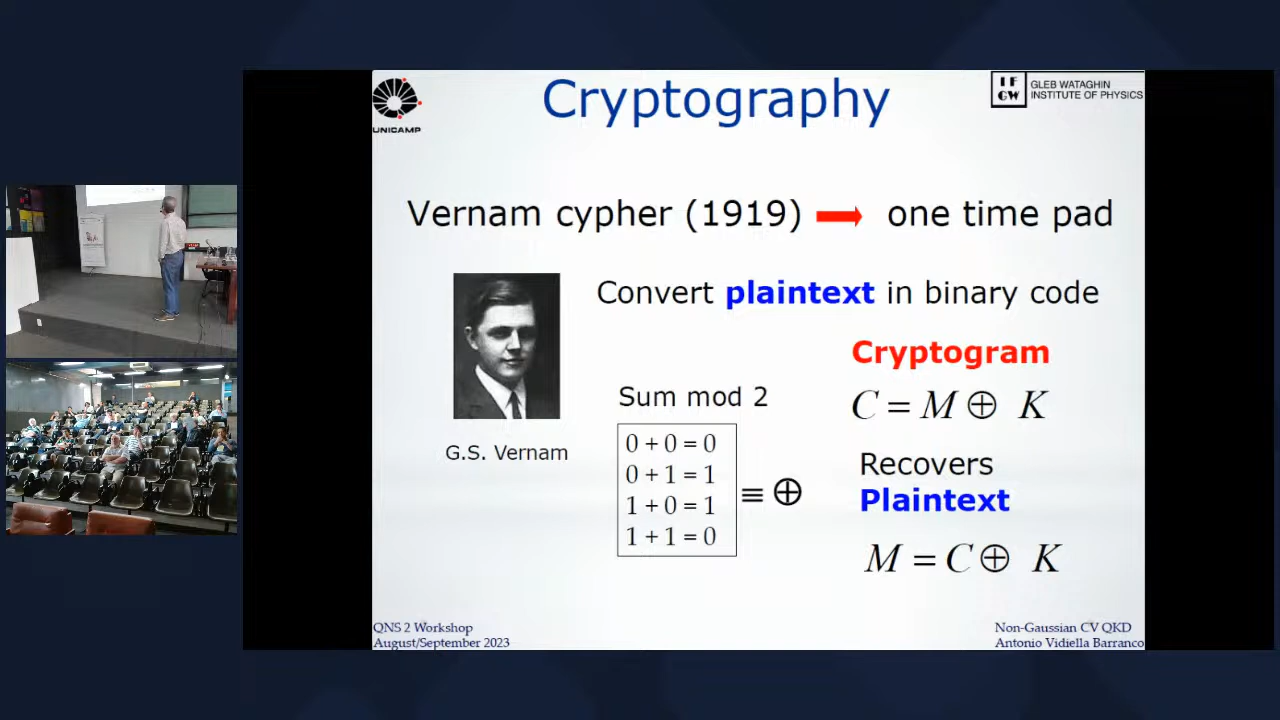 Cryptography
UNICAMP
IF
GW
GLEB WATAGHIN
INSTITUTE OF PHYSICS
Vernam cypher (1919) ➡ one time pad
Convert plaintext in binary code
G.S. Vernam
Sum mod 2
0 + 0 = 0
0 + 1 = 1
1 + 0 = 1
1 + 1 = 0
≡ ⊕
Cryptogram
C = M ⊕ K
Recovers
Plaintext
M = C ⊕ K
QNS 2 Workshop
August/September 2023
Non-Gaussian CV QKD
Antonio Vidiella Barranco